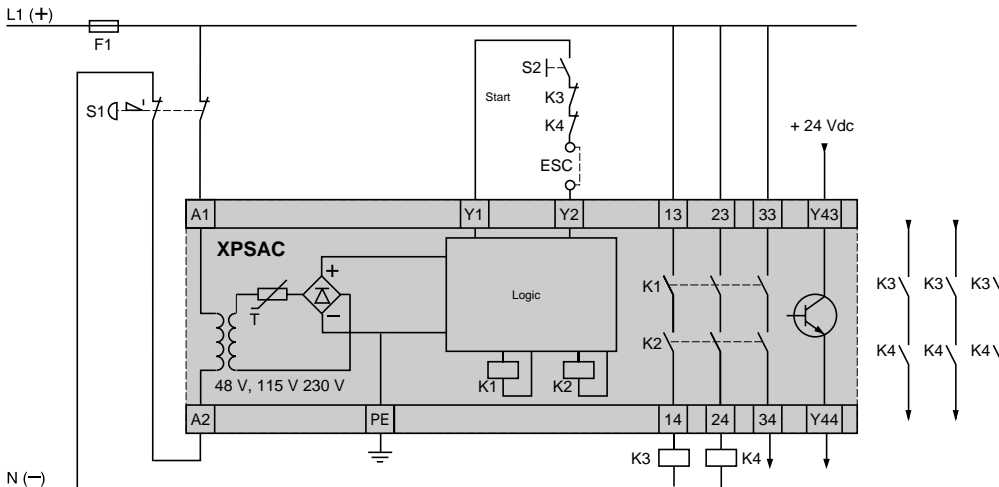 L1 (+)
F1
S2
Start
K3
S1
K4
+ 24 Vdc
ESC
A1
Y1
Y2
13
23
33
Y43
XPSAC
+
K1
K3
K3
K3
Logic
–
T
K2
K4
K4
K4
48 V, 115 V 230 V
K1
K2
A2
PE
14
24
34
Y44
K3
K4
N (–)